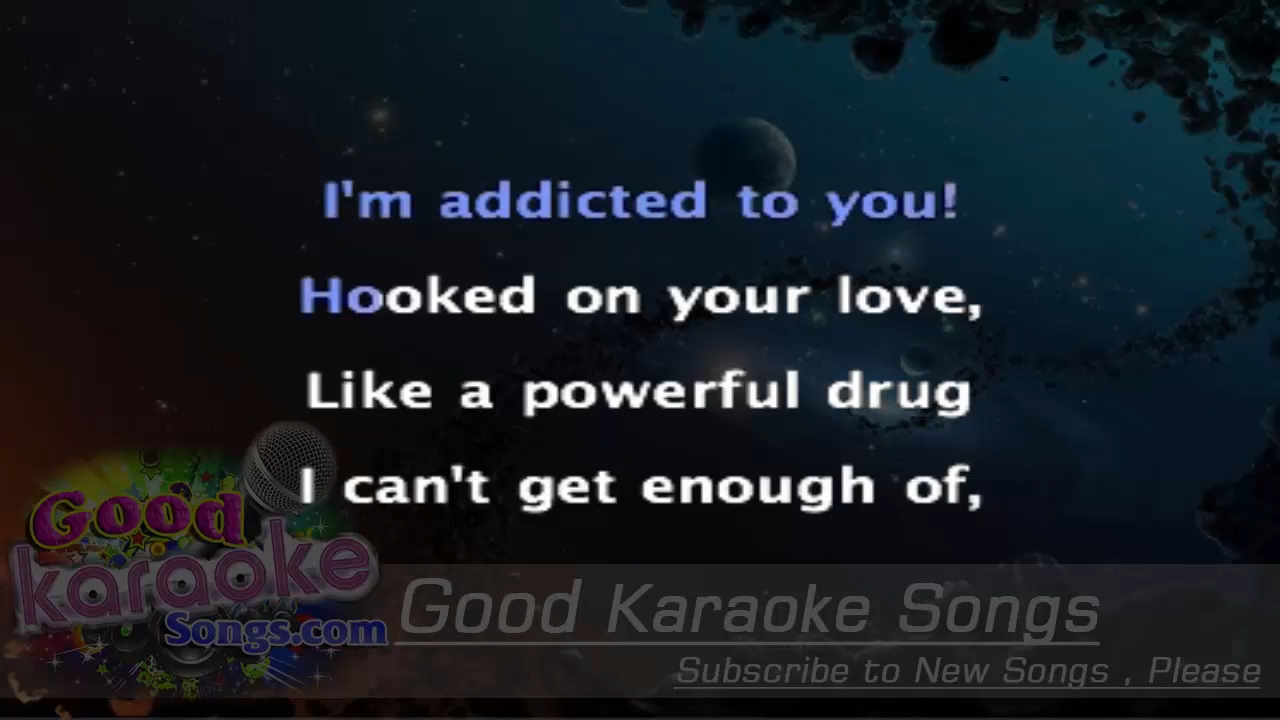 I'm addicted to you!
Hooked on your love,
Like a powerful drug
I can't get enough of,
Good
karaoke
Songs.com
Good Karaoke Songs
Subscribe to New Songs , Please